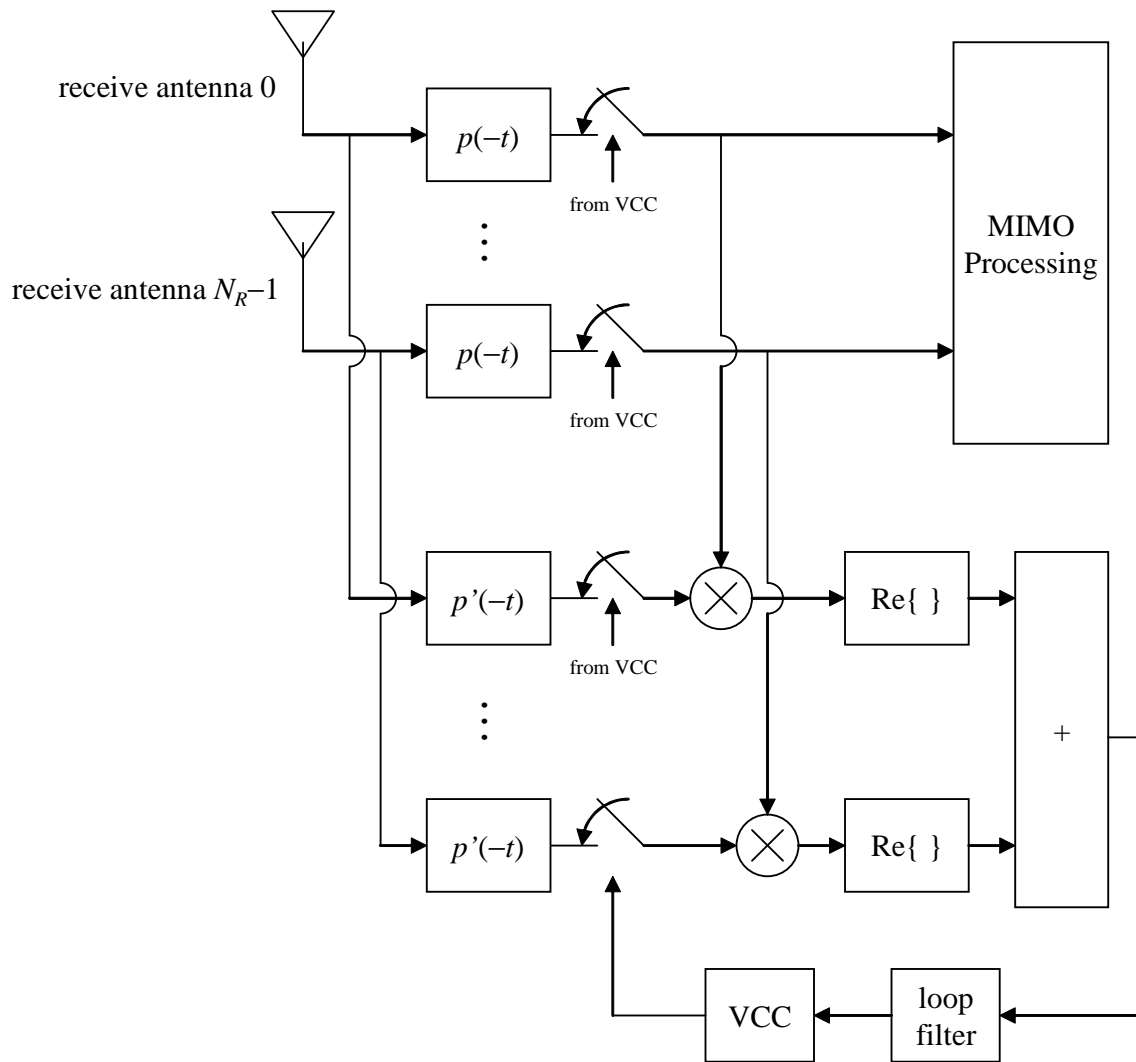 receive antenna 0
p(−t)
from VCC
MIMO
Processing
receive antenna N_R−1
p(−t)
from VCC
p'(−t)
from VCC
Re{ }
+
p'(−t)
Re{ }
VCC
loop
filter